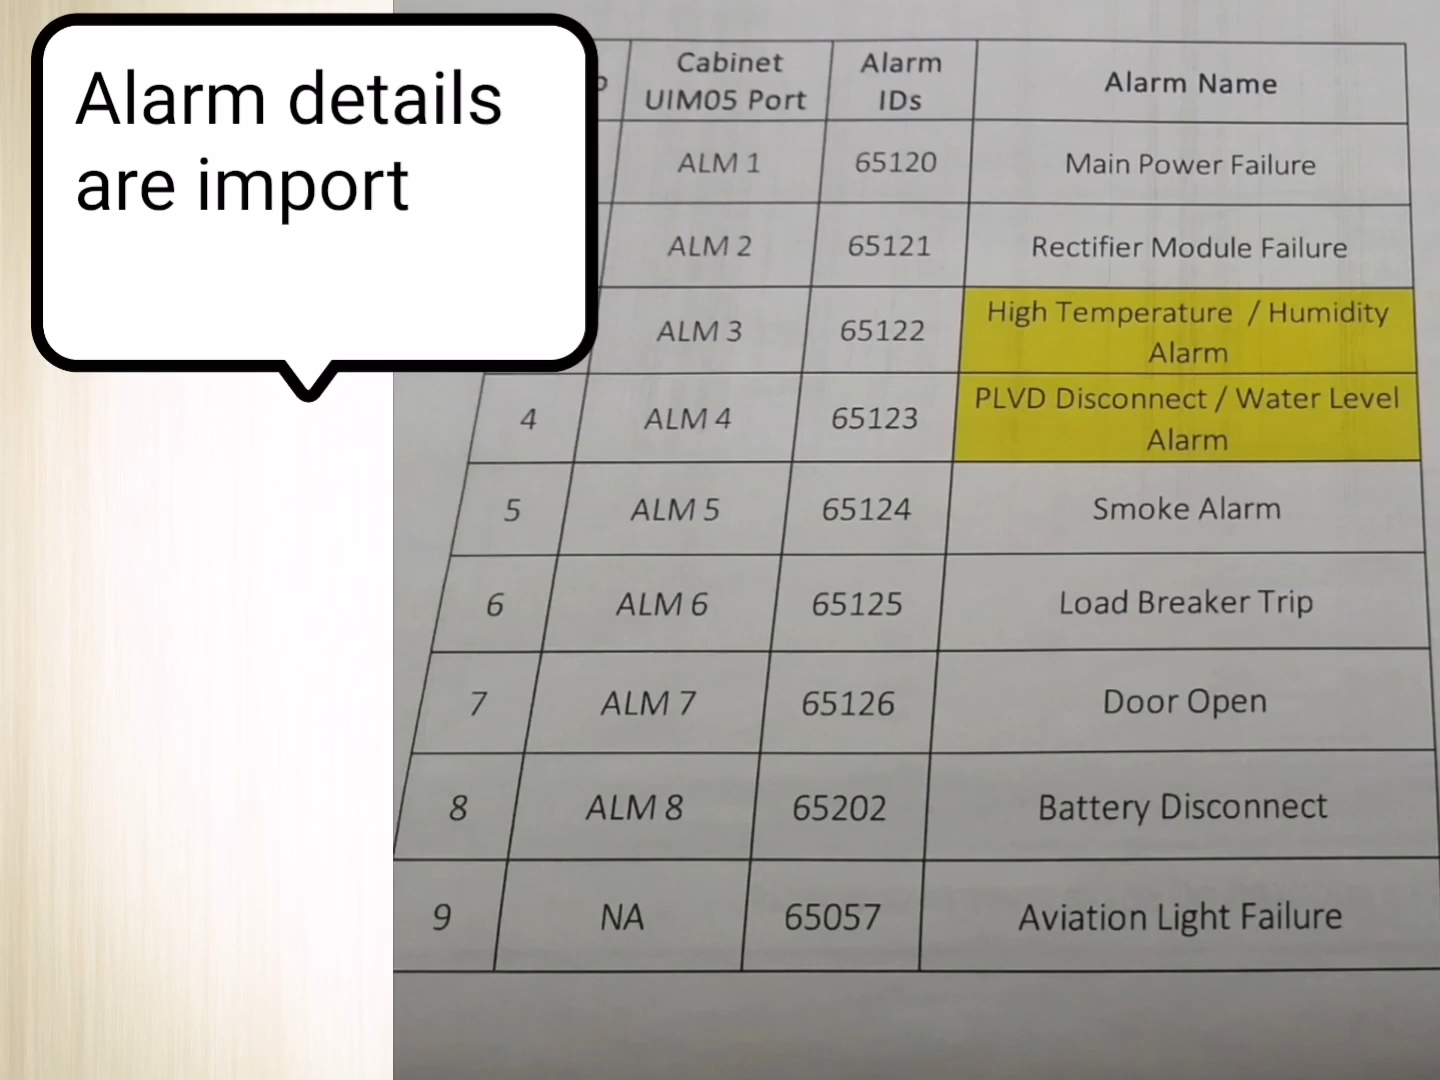 Alarm details
are import
Cabinet
UIM05 Port
Alarm
IDs
Alarm Name
ALM 1 65120 Main Power Failure
ALM 2 65121 Rectifier Module Failure
ALM 3 65122 High Temperature / Humidity
Alarm
4 ALM 4 65123 PLVD Disconnect / Water Level
Alarm
5 ALM 5 65124 Smoke Alarm
6 ALM 6 65125 Load Breaker Trip
7 ALM 7 65126 Door Open
8 ALM 8 65202 Battery Disconnect
9 NA 65057 Aviation Light Failure